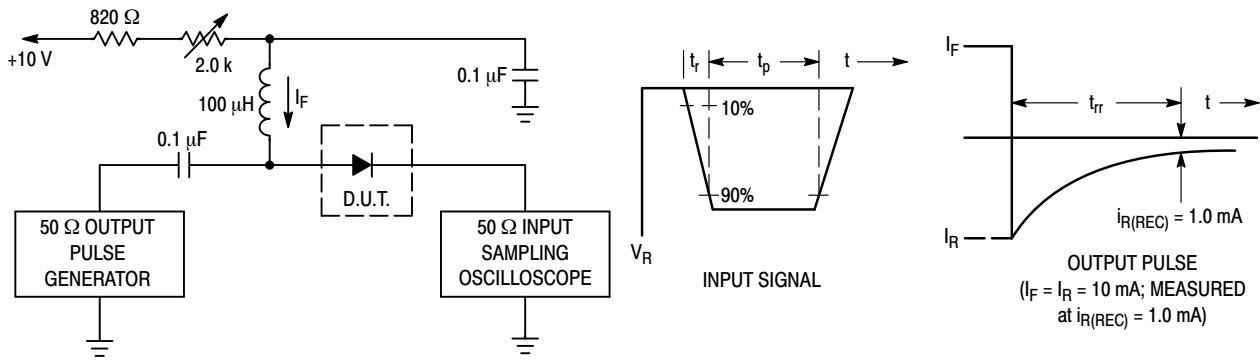 820 Ω
+10 V
2.0 k
100 μH
I_F
0.1 μF
0.1 μF
D.U.T.
50 Ω OUTPUT
PULSE
GENERATOR
50 Ω INPUT
SAMPLING
OSCILLOSCOPE
t_r
t_p
t
10%
90%
V_R
INPUT SIGNAL
I_F
t_rr
t
i_R(REC) = 1.0 mA
I_R
OUTPUT PULSE
(I_F = I_R = 10 mA; MEASURED
at i_R(REC) = 1.0 mA)